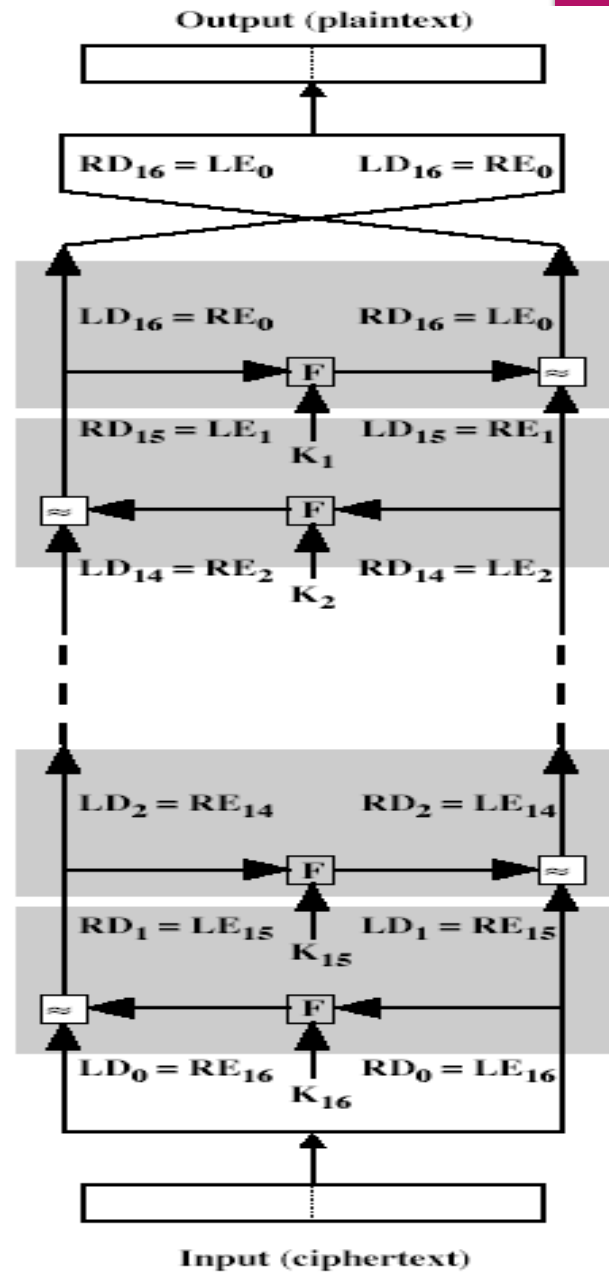 Output (plaintext)
RD₁₆ = LE₀ LD₁₆ = RE₀
LD₁₆ = RE₀ RD₁₆ = LE₀
F ≈
RD₁₅ = LE₁ LD₁₅ = RE₁
K₁
≈ F
LD₁₄ = RE₂ RD₁₄ = LE₂
K₂
LD₂ = RE₁₄ RD₂ = LE₁₄
F ≈
RD₁ = LE₁₅ LD₁ = RE₁₅
K₁₅
≈ F
LD₀ = RE₁₆ RD₀ = LE₁₆
K₁₆
Input (ciphertext)